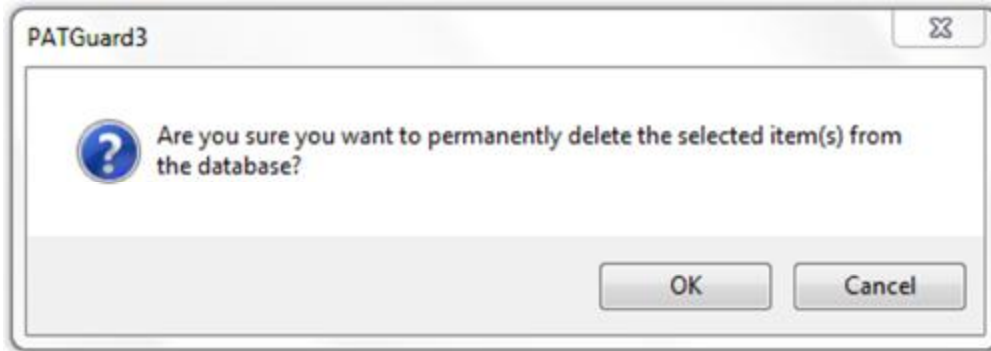 PATGuard3
Are you sure you want to permanently delete the selected item(s) from
the database?
OK
Cancel